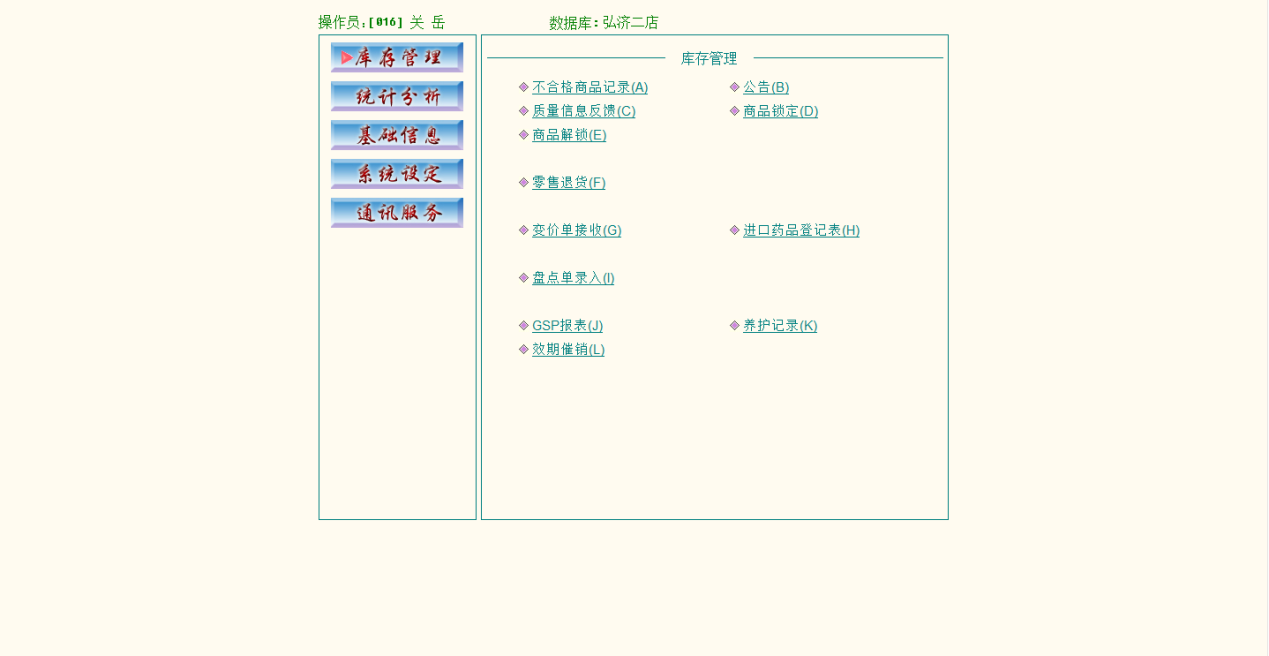 操作员:[016] 关 岳 数据库:弘济二店
库存管理
统计分析
基础信息
系统设定
通讯服务
库存管理
不合格商品记录(A) 公告(B)
质量信息反馈(C) 商品锁定(D)
商品解锁(E)
零售退货(F)
变价单接收(G) 进口药品登记表(H)
盘点单录入(I)
GSP报表(J) 养护记录(K)
效期催销(L)